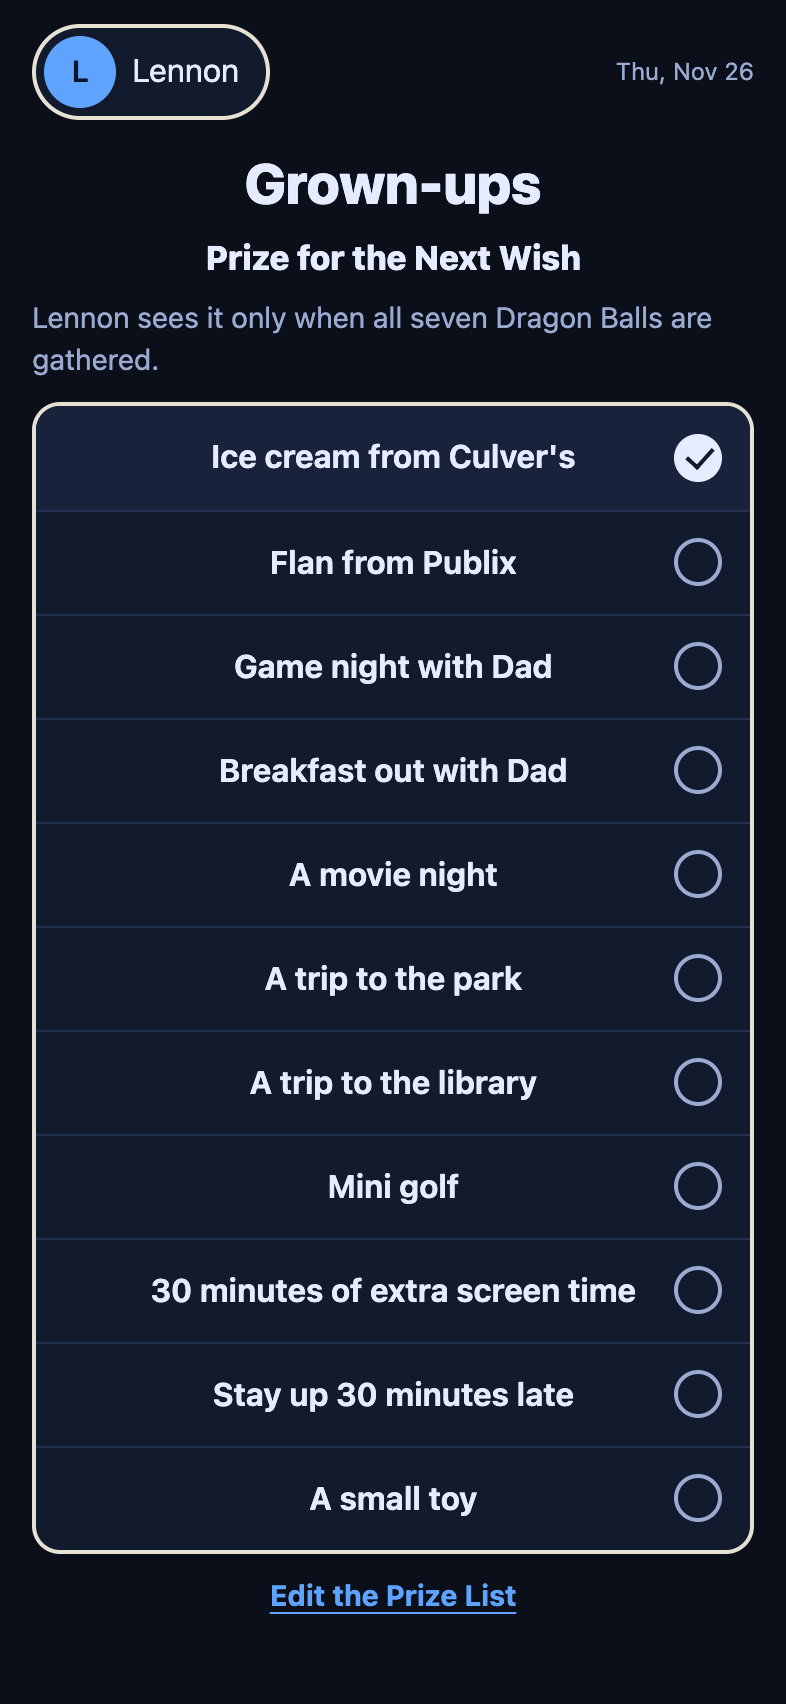 L
Lennon
Thu, Nov 26
Grown-ups
Prize for the Next Wish
Lennon sees it only when all seven Dragon Balls are
gathered.
Ice cream from Culver's
Flan from Publix
Game night with Dad
Breakfast out with Dad
A movie night
A trip to the park
A trip to the library
Mini golf
30 minutes of extra screen time
Stay up 30 minutes late
A small toy
Edit the Prize List